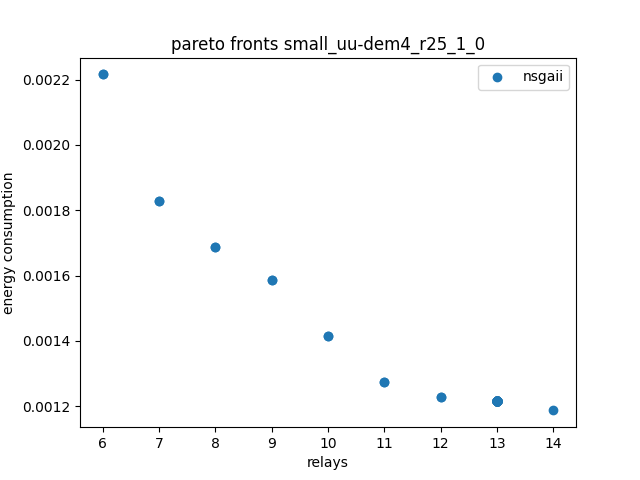 pareto fronts small_uu-dem4_r25_1_0
nsgaii
0.0022
0.0020
0.0018
0.0016
0.0014
0.0012
energy consumption
6 7 8 9 10 11 12 13 14
relays